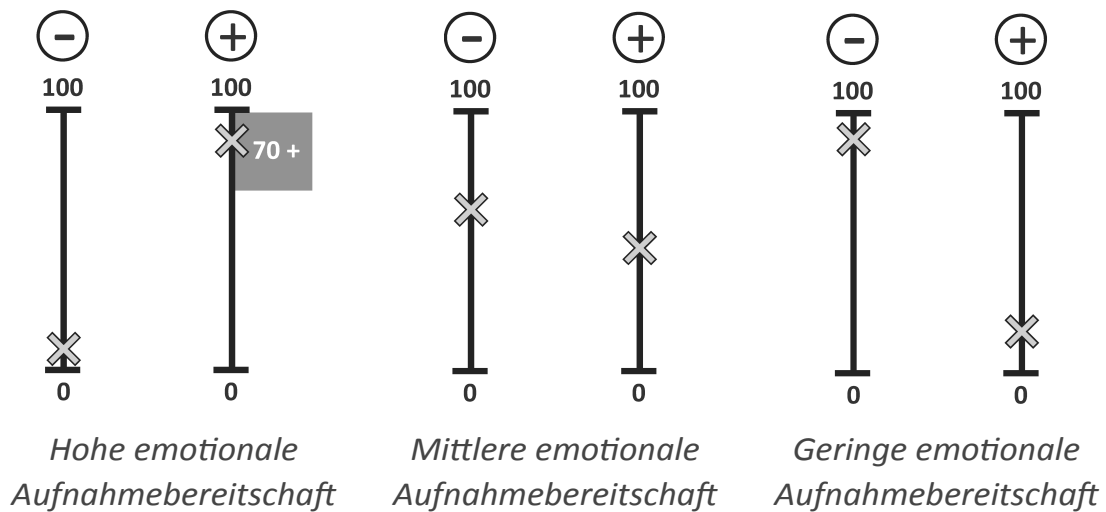 - + - + - +
100 100 100 100 100 100
70 +
0 0 0 0 0 0
Hohe emotionale
Aufnahmebereitschaft
Mittlere emotionale
Aufnahmebereitschaft
Geringe emotionale
Aufnahmebereitschaft